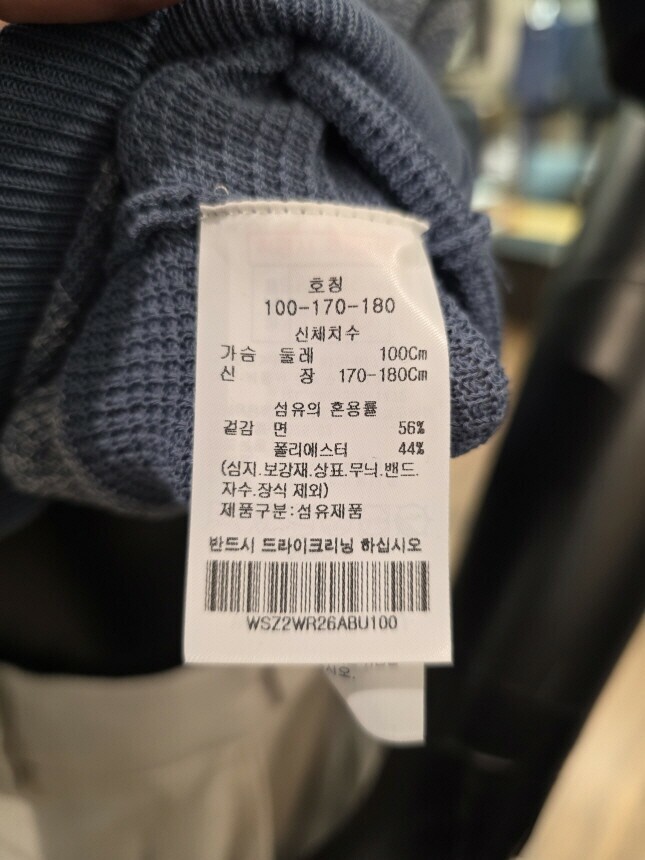 호칭
100-170-180
신체치수
가슴 둘레 100Cm
신 장 170-180Cm
섬유의 혼용률
겉감 면 56%
폴리에스터 44%
(심지.보강재.상표.무늬.밴드.
자수.장식 제외)
제품구분:섬유제품
반드시 드라이크리닝 하십시오
WSZ2WR26ABU100
시오.